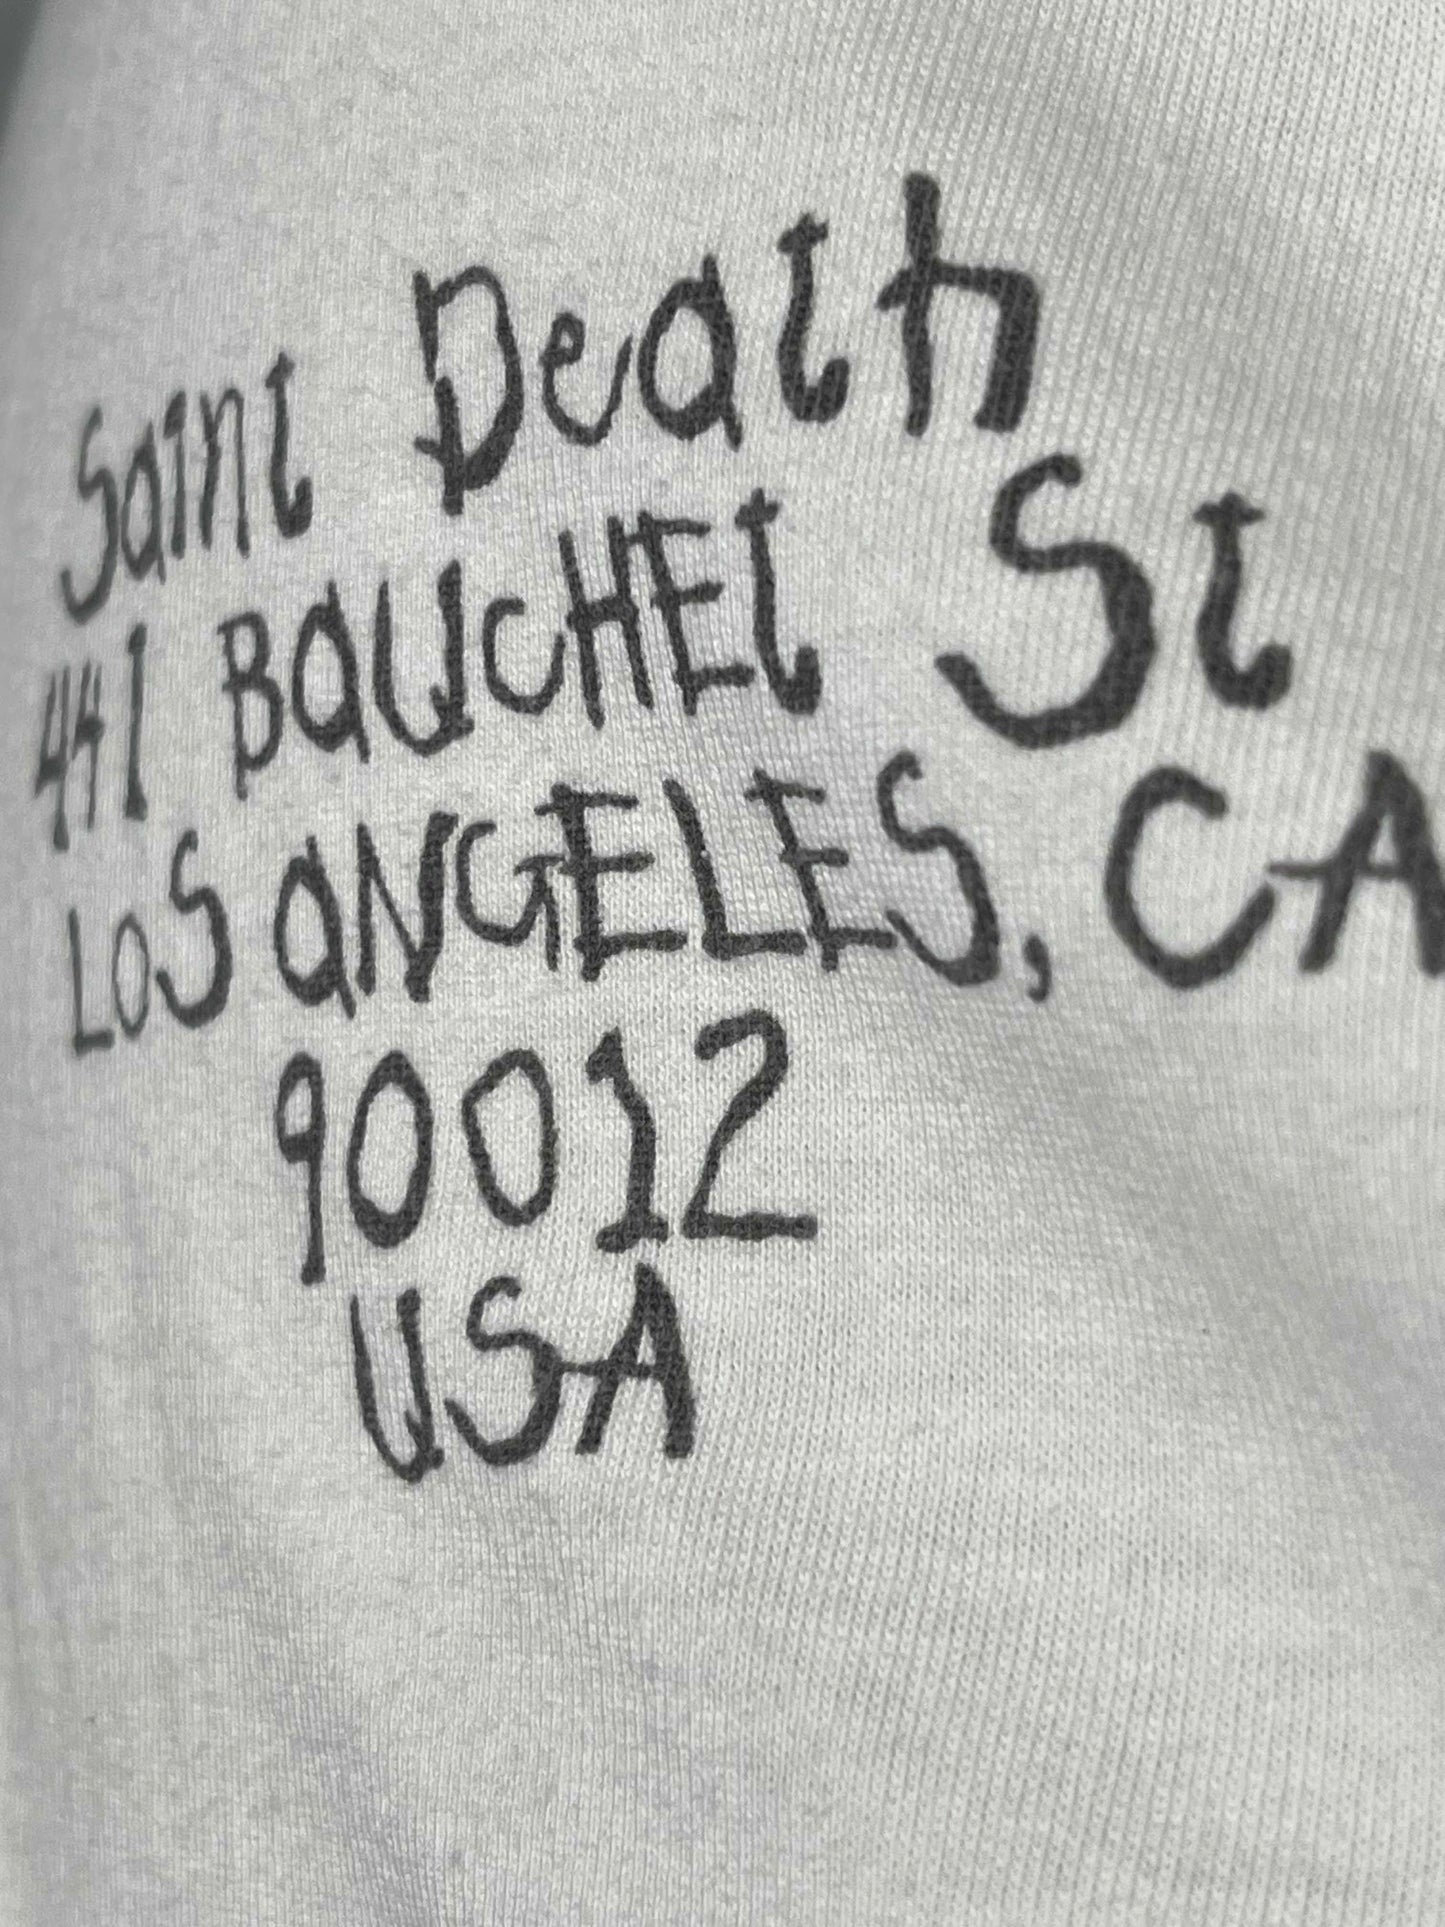 Saint Death
441 BaUCHEt St
LoS aNGELES, CA
90012
USA